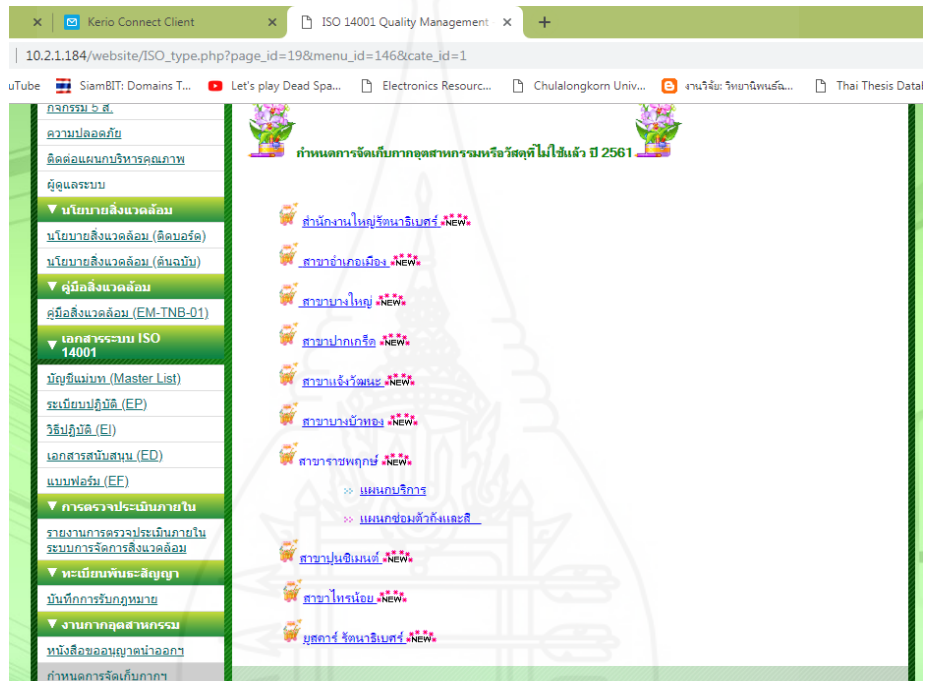 Kerio Connect Client
ISO 14001 Quality Management
10.2.1.184/website/ISO_type.php?page_id=19&menu_id=146&cate_id=1
uTube
SiamBIT: Domains T...
Let's play Dead Spa...
Electronics Resourc...
Chulalongkorn Univ...
งานวิจัย: วิทยานิพนธ์ฉ...
Thai Thesis Datal
กิจกรรม 5 ส.
ความปลอดภัย
ติดต่อแผนกบริหารคุณภาพ
ผู้ดูแลระบบ
นโยบายสิ่งแวดล้อม
นโยบายสิ่งแวดล้อม (ติดบอร์ด)
นโยบายสิ่งแวดล้อม (ต้นฉบับ)
คู่มือสิ่งแวดล้อม
คู่มือสิ่งแวดล้อม (EM-TNB-01)
เอกสารระบบ ISO
14001
บัญชีแม่บท (Master List)
ระเบียบปฏิบัติ (EP)
วิธีปฏิบัติ (EI)
เอกสารสนับสนุน (ED)
แบบฟอร์ม (EF)
การตรวจประเมินภายใน
รายงานการตรวจประเมินภายใน
ระบบการจัดการสิ่งแวดล้อม
ทะเบียนพันธะสัญญา
บันทึกการรับกฎหมาย
งานกากอุตสาหกรรม
หนังสือขออนุญาตนำออกฯ
กำหนดการจัดเก็บกากฯ
กำหนดการจัดเก็บกากอุตสาหกรรมหรือวัสดุที่ไม่ใช้แล้ว ปี 2561
สำนักงานใหญ่รัตนาธิเบศร์ NEW
สาขาอำเภอเมือง NEW
สาขาบางใหญ่ NEW
สาขาปากเกร็ด NEW
สาขาแจ้งวัฒนะ NEW
สาขาบางบัวทอง NEW
สาขาราชพฤกษ์ NEW
>> แผนกบริการ
>> แผนกซ่อมตัวถังและสี
สาขาปูนซิเมนต์ NEW
สาขาไทรน้อย NEW
ยูสคาร์ รัตนาธิเบศร์ NEW